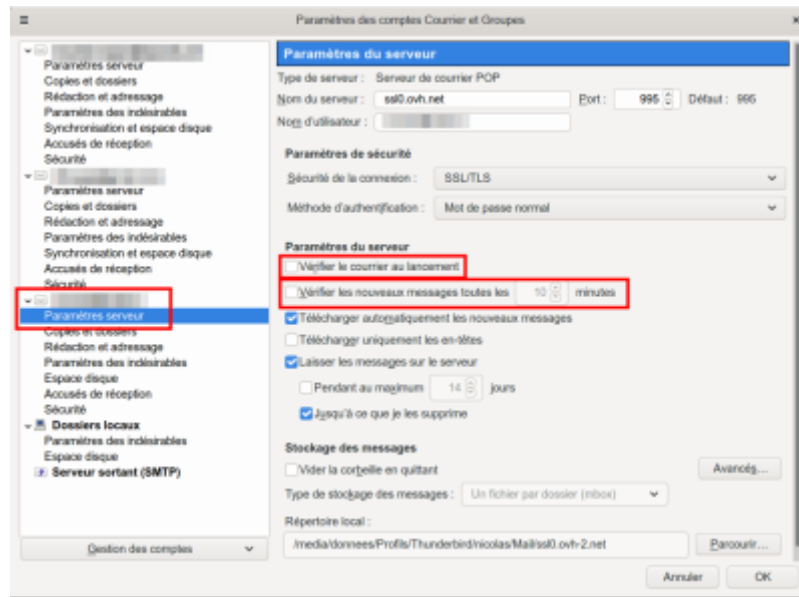 Paramètres des comptes Courrier et Groupes
Paramètres serveur
Copies et dossiers
Rédaction et adressage
Paramètres des indésirables
Synchronisation et espace disque
Accusés de réception
Sécurité
Paramètres serveur
Copies et dossiers
Rédaction et adressage
Paramètres des indésirables
Synchronisation et espace disque
Accusés de réception
Sécurité
Paramètres serveur
Copies et dossiers
Rédaction et adressage
Paramètres des indésirables
Espace disque
Accusés de réception
Sécurité
Dossiers locaux
Paramètres des indésirables
Espace disque
Serveur sortant (SMTP)
Gestion des comptes
Paramètres du serveur
Type de serveur : Serveur de courrier POP
Nom du serveur : ssl0.ovh.net Port : 995 Défaut : 995
Nom d'utilisateur :
Paramètres de sécurité
Sécurité de la connexion : SSL/TLS
Méthode d'authentification : Mot de passe normal
Paramètres du serveur
Vérifier le courrier au lancement
Vérifier les nouveaux messages toutes les 10 minutes
Télécharger automatiquement les nouveaux messages
Télécharger uniquement les en-têtes
Laisser les messages sur le serveur
Pendant au maximum 14 jours
Jusqu'à ce que je les supprime
Stockage des messages
Vider la corbeille en quittant Avancés...
Type de stockage des messages : Un fichier par dossier (mbox)
Répertoire local :
/media/donnees/Profils/Thunderbird/nicolas/Mail/ssl0.ovh-2.net Parcourir...
Annuler OK